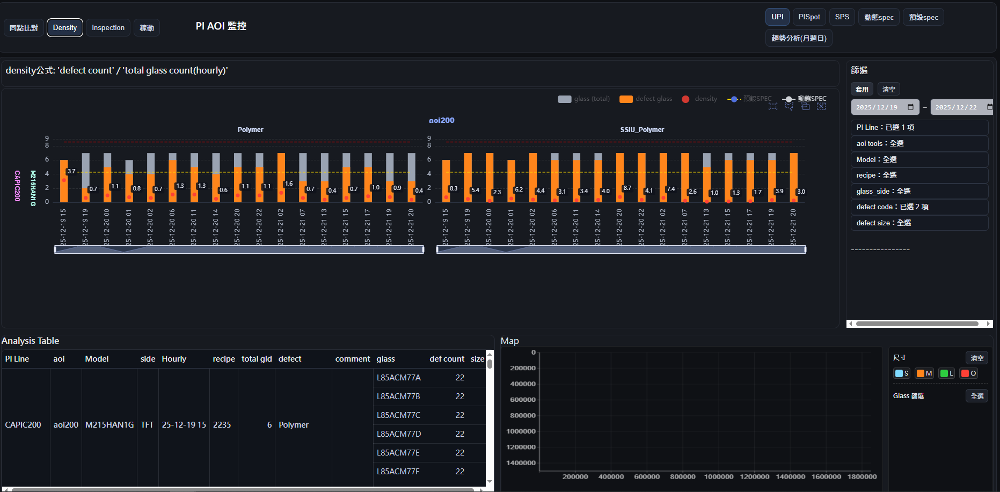 同點比對 Density Inspection 稼動 PI AOI 監控 UPI PISpot SPS 動態spec 預設spec
趨勢分析(月週日)
density公式: 'defect count' / 'total glass count(hourly)'
glass (total) defect glass density 預設SPEC 動態SPEC
aoi200
Polymer SSIU_Polymer
CAPIC200
M215HAN1G
9
8
6
4
2
0
3.7 0.7 1.1 0.8 0.7 1.3 1.3 0.6 1.1 1.1 1.6 0.7 0.4 0.7 1.0 0.9 0.4
25-12-19 15 25-12-19 19 25-12-20 00 25-12-20 01 25-12-20 02 25-12-20 06 25-12-20 11 25-12-20 14 25-12-20 20 25-12-20 22 25-12-21 02 25-12-21 07 25-12-21 13 25-12-21 15 25-12-21 17 25-12-21 19 25-12-21 20
9
8
6
4
2
0
8.3 5.4 2.3 6.2 4.4 3.1 3.4 4.0 8.7 4.1 7.4 2.6 1.0 1.3 1.7 3.9 3.0
25-12-19 15 25-12-19 19 25-12-20 00 25-12-20 01 25-12-20 02 25-12-20 06 25-12-20 11 25-12-20 14 25-12-20 20 25-12-20 22 25-12-21 02 25-12-21 07 25-12-21 13 25-12-21 15 25-12-21 17 25-12-21 19 25-12-21 20
篩選
套用 清空
2025/12/19 – 2025/12/22
PI Line：已選 1 項
aoi tools：全選
Model：全選
recipe：全選
glass_side：全選
defect code：已選 2 項
defect size：全選
----------------
Analysis Table
PI Line aoi Model side Hourly recipe total gld defect comment glass def count size
L85ACM77A 22
L85ACM77B 22
L85ACM77C 22
L85ACM77D 22
CAPIC200 aoi200 M215HAN1G TFT 25-12-19 15 2235 6 Polymer
L85ACM77E 22
L85ACM77F 22
Map
0
200000
400000
600000
800000
1000000
1200000
1400000
200000 400000 600000 800000 1000000 1200000 1400000 1600000 1800000
尺寸 清空
S M L O
Glass 篩選 全選